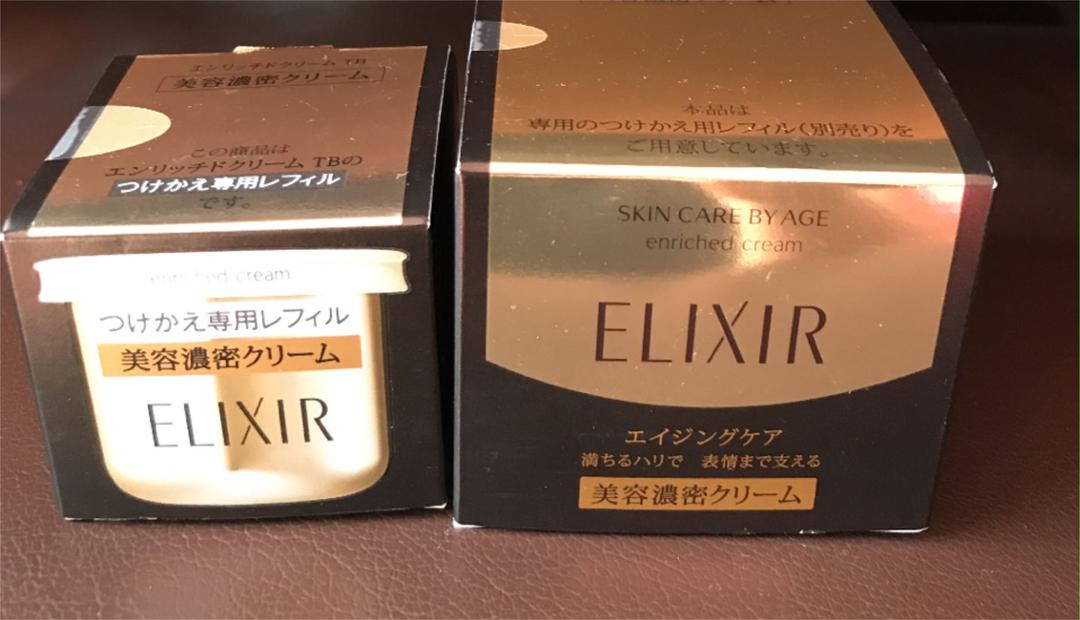 エンリッチドクリーム TB
美容濃密クリーム
この商品は
エンリッチドクリーム TBの
つけかえ専用レフィル
です。
enriched cream
つけかえ専用レフィル
美容濃密クリーム
ELIXIR
本品は
専用のつけかえ用レフィル(別売り)を
ご用意しています。
SKIN CARE BY AGE
enriched cream
ELIXIR
エイジングケア
満ちるハリで 表情まで支える
美容濃密クリーム